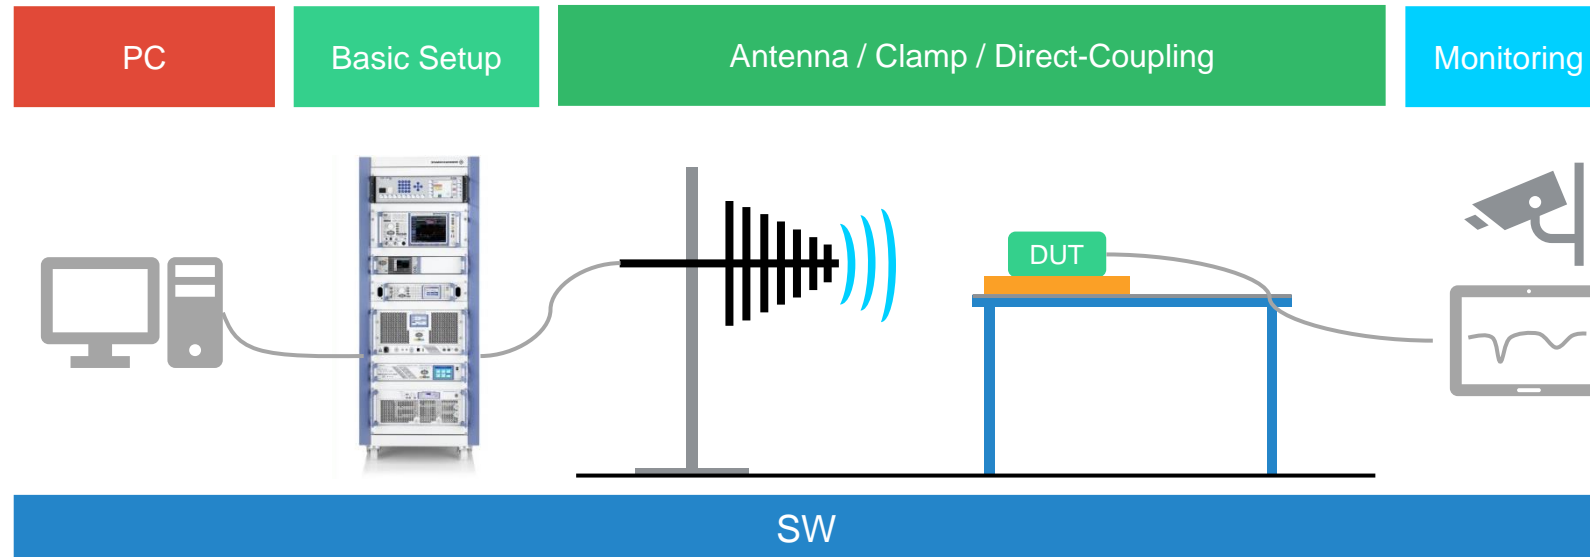 PC
Basic Setup
Antenna / Clamp / Direct-Coupling
Monitoring
DUT
SW